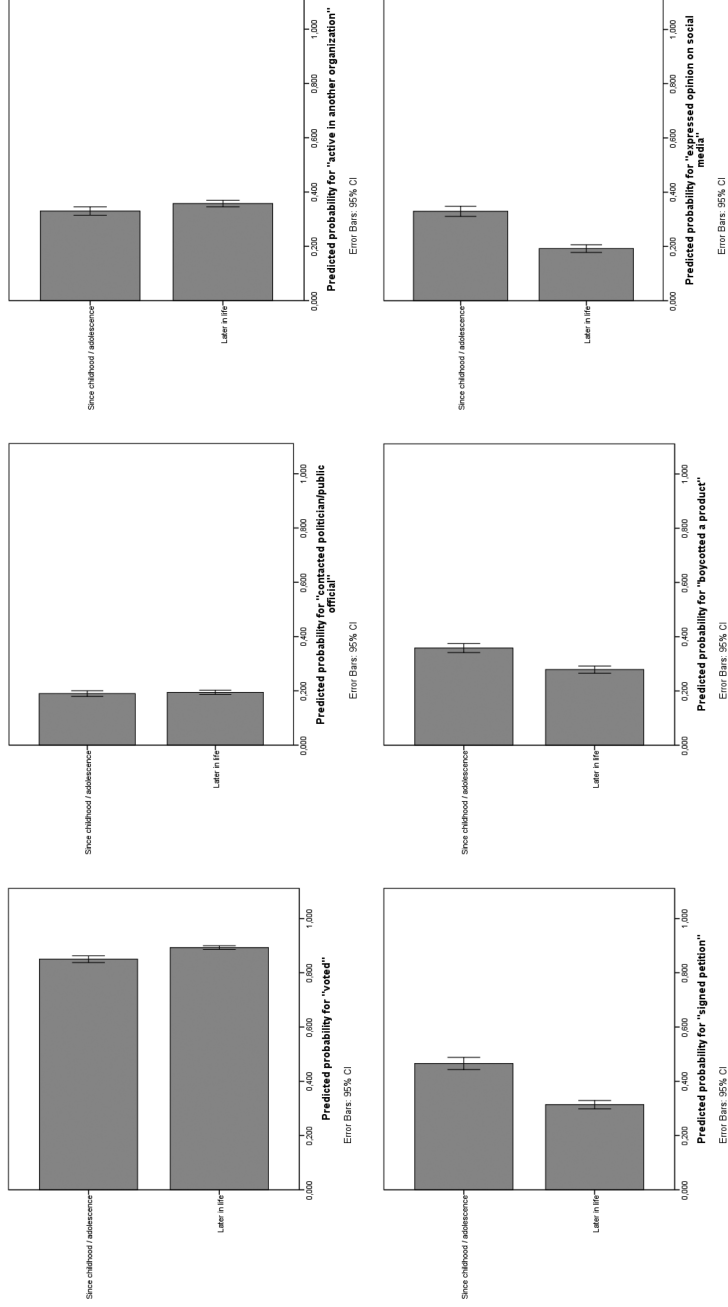 Since childhood / adolescence
Later in life
0,000 0,200 0,400 0,600 0,800 1,000
Predicted probability for "voted"
Error Bars: 95% CI
Since childhood / adolescence
Later in life
0,000 0,200 0,400 0,600 0,800 1,000
Predicted probability for "contacted politician/public
official"
Error Bars: 95% CI
Since childhood / adolescence
Later in life
0,000 0,200 0,400 0,600 0,800 1,000
Predicted probability for "active in another organization"
Error Bars: 95% CI
Since childhood / adolescence
Later in life
0,000 0,200 0,400 0,600 0,800 1,000
Predicted probability for "signed petition"
Error Bars: 95% CI
Since childhood / adolescence
Later in life
0,000 0,200 0,400 0,600 0,800 1,000
Predicted probability for "boycotted a product"
Error Bars: 95% CI
Since childhood / adolescence
Later in life
0,000 0,200 0,400 0,600 0,800 1,000
Predicted probability for "expressed opinion on social
media"
Error Bars: 95% CI